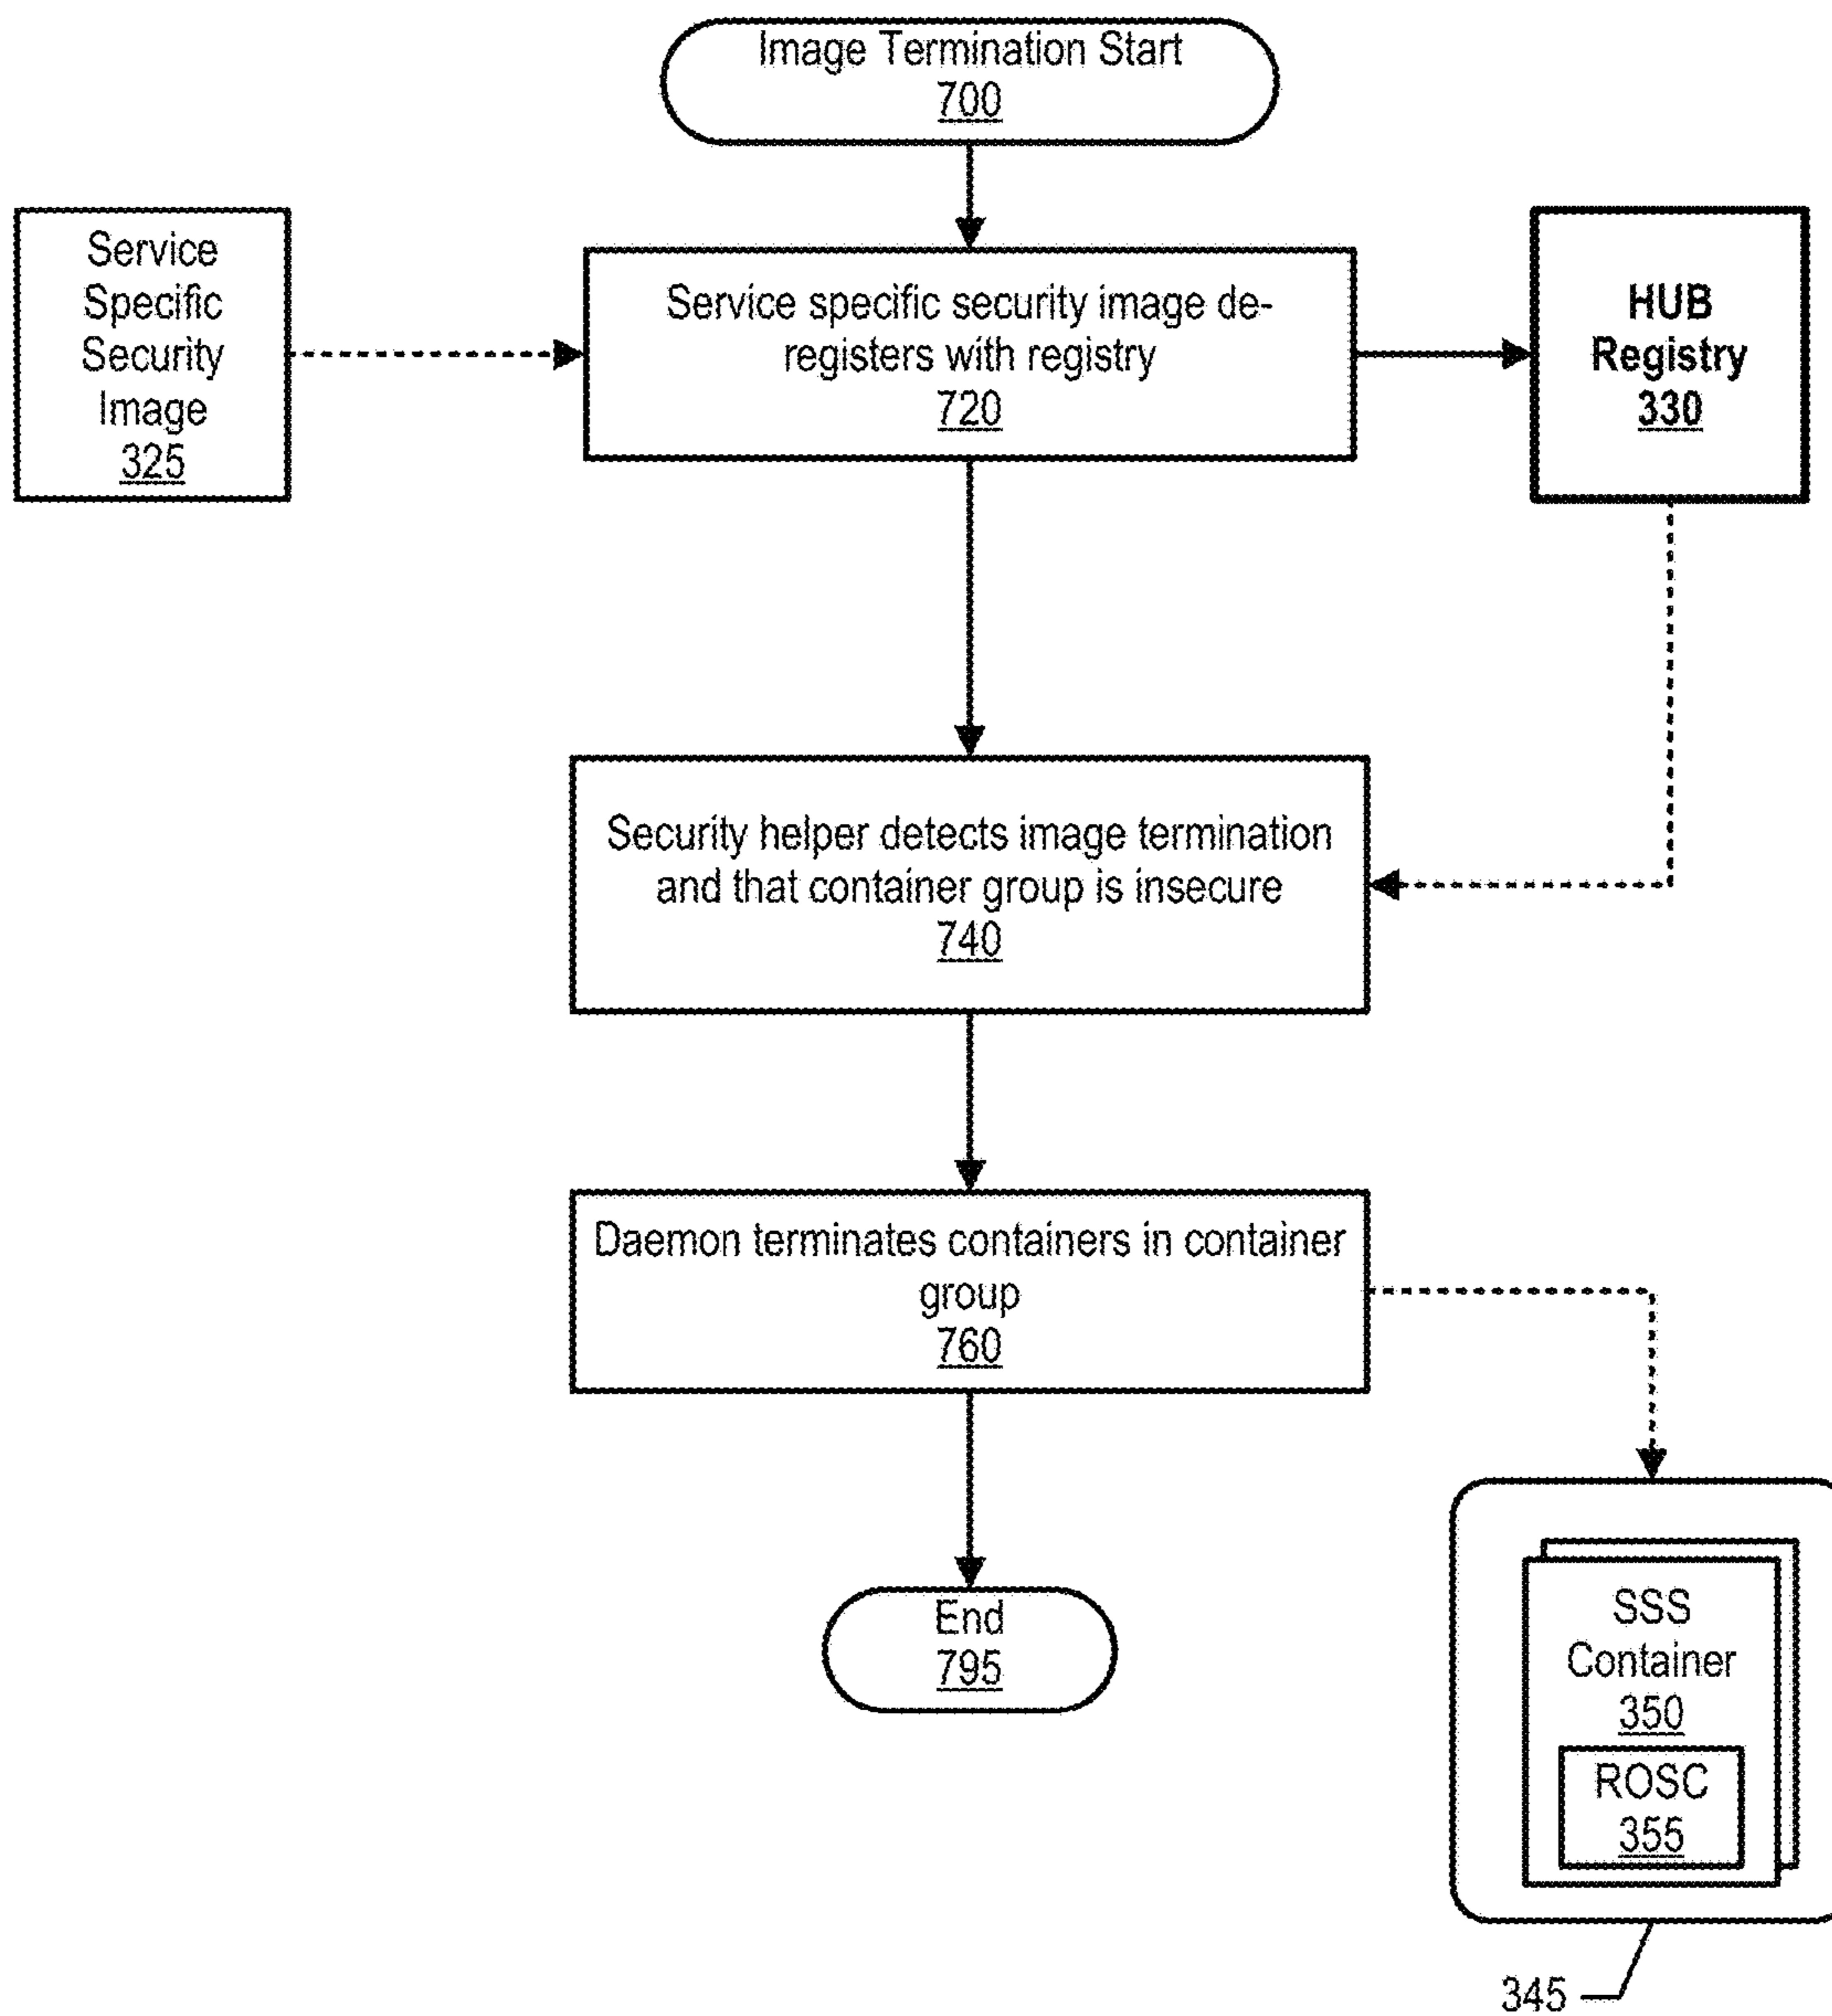 Image Termination Start
700
Service
Specific
Security
Image
325
Service specific security image de-
registers with registry
720
HUB
Registry
330
Security helper detects image termination
and that container group is insecure
740
Daemon terminates containers in container
group
760
End
795
SSS
Container
350
ROSC
355
345